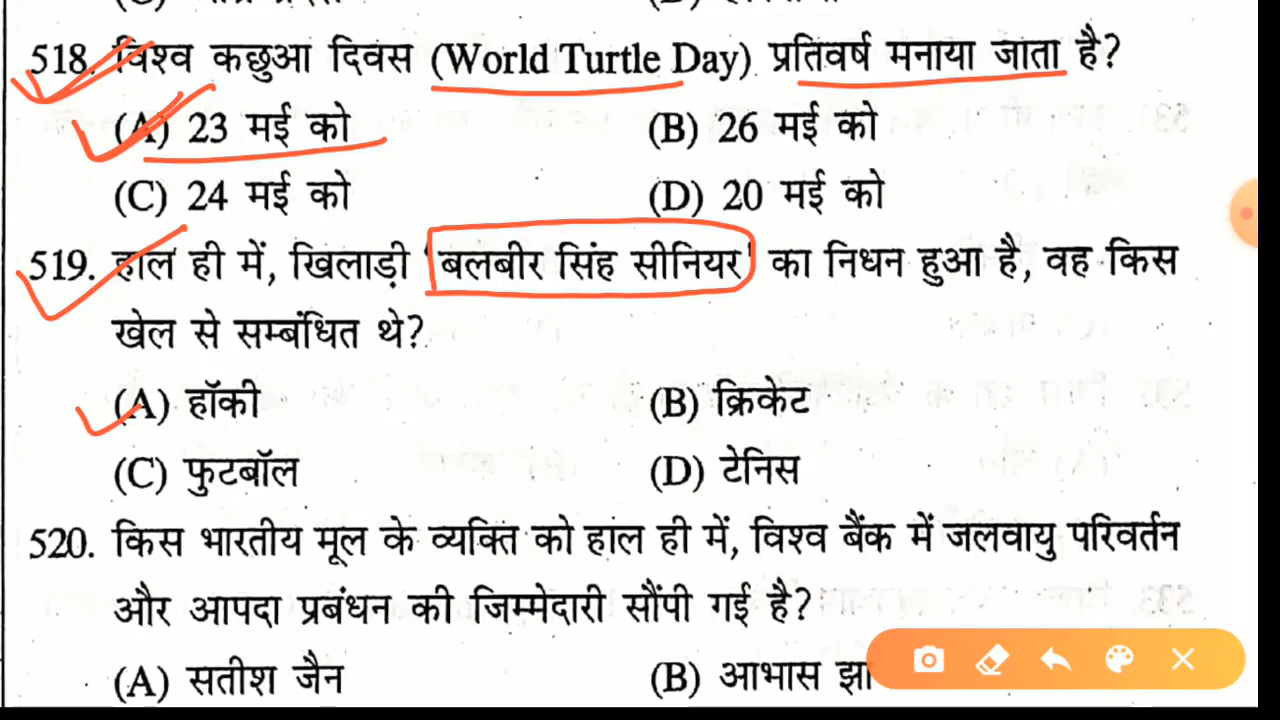 518. विश्व कछुआ दिवस (World Turtle Day) प्रतिवर्ष मनाया जाता है?
(A) 23 मई को (B) 26 मई को
(C) 24 मई को (D) 20 मई को
519. हाल ही में, खिलाड़ी 'बलबीर सिंह सीनियर' का निधन हुआ है, वह किस
खेल से सम्बंधित थे?
(A) हॉकी (B) क्रिकेट
(C) फुटबॉल (D) टेनिस
520. किस भारतीय मूल के व्यक्ति को हाल ही में, विश्व बैंक में जलवायु परिवर्तन
और आपदा प्रबंधन की जिम्मेदारी सौंपी गई है?
(A) सतीश जैन (B) आभास झा